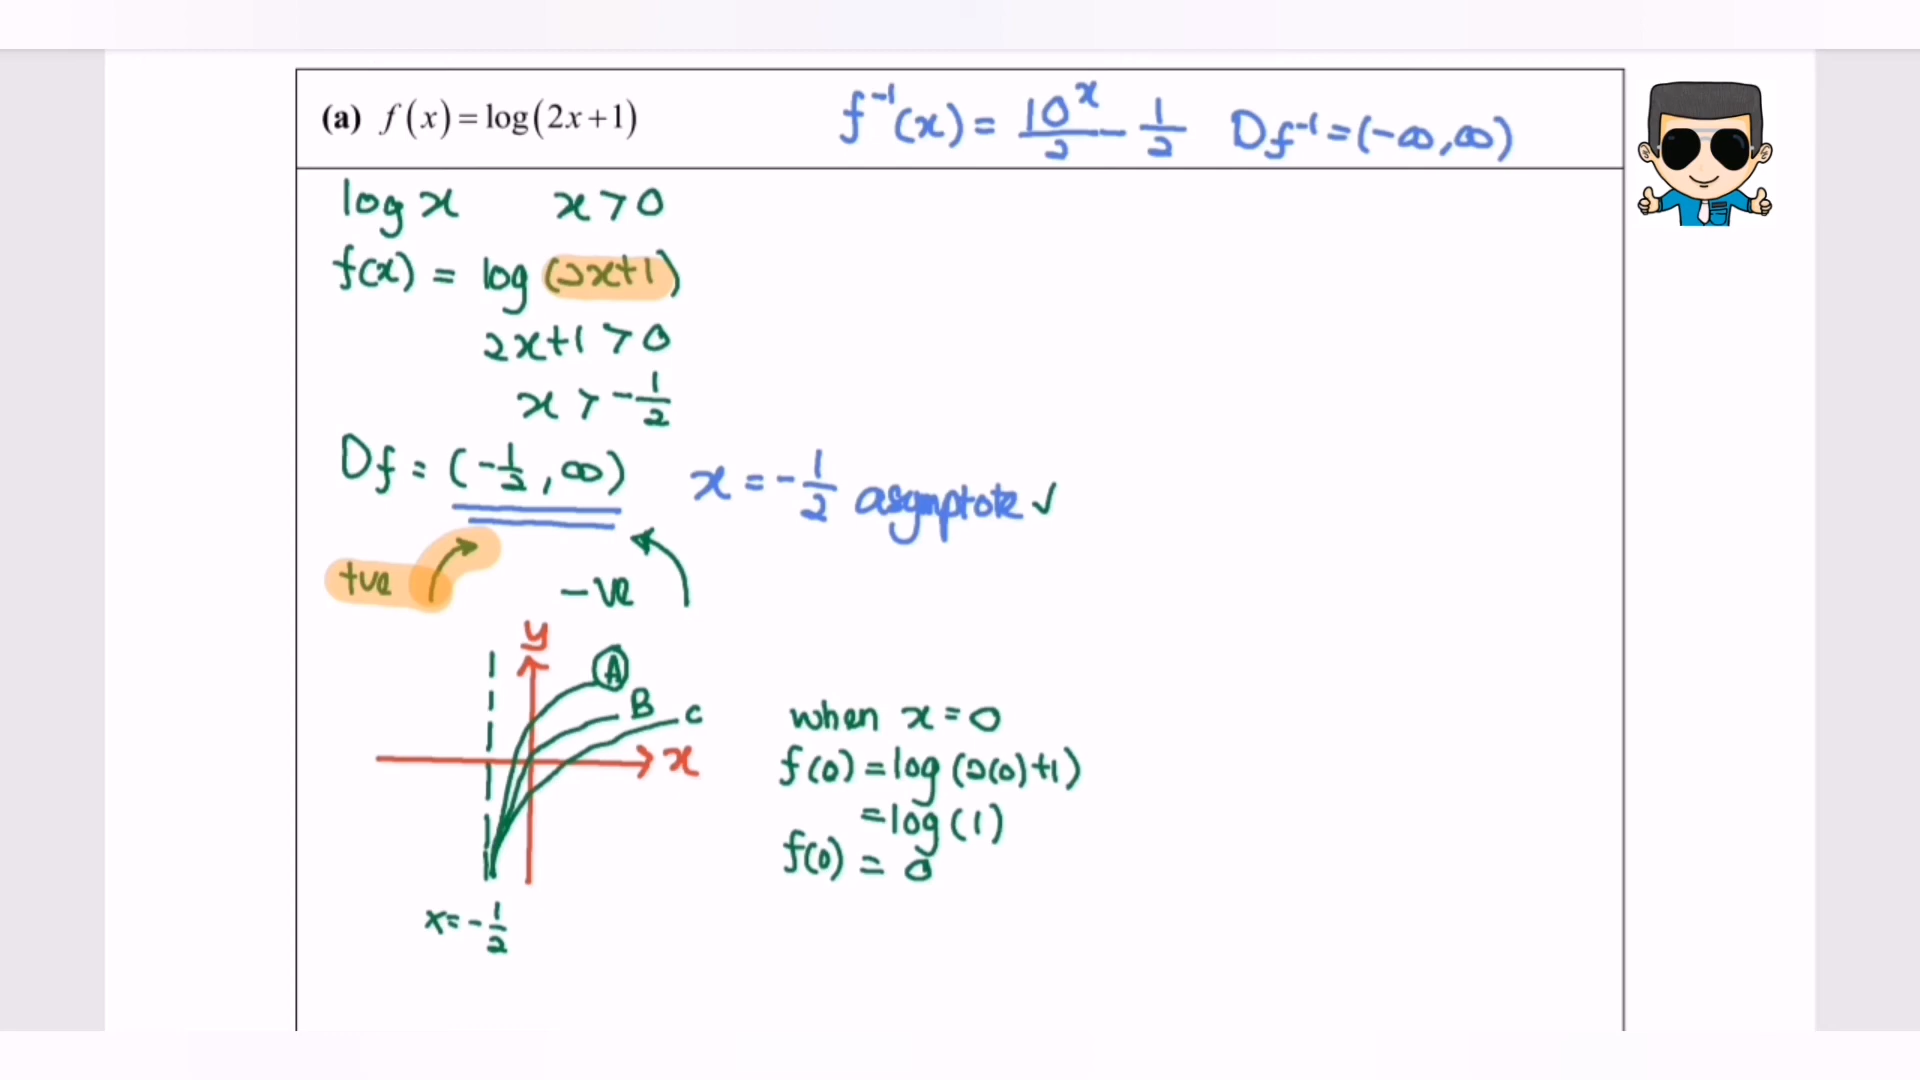 (a) f(x) = log(2x+1)
f⁻¹(x) = 10ˣ/2 - 1/2 Df⁻¹ = (-∞,∞)
log x x > 0
f(x) = log (2x+1)
2x+1 > 0
x > -1/2
Df = (-1/2, ∞) x = -1/2 asymptote ✓
+ve -ve
y
A
B
C
x
x = -1/2
when x = 0
f(0) = log (2(0)+1)
= log (1)
f(0) = 0